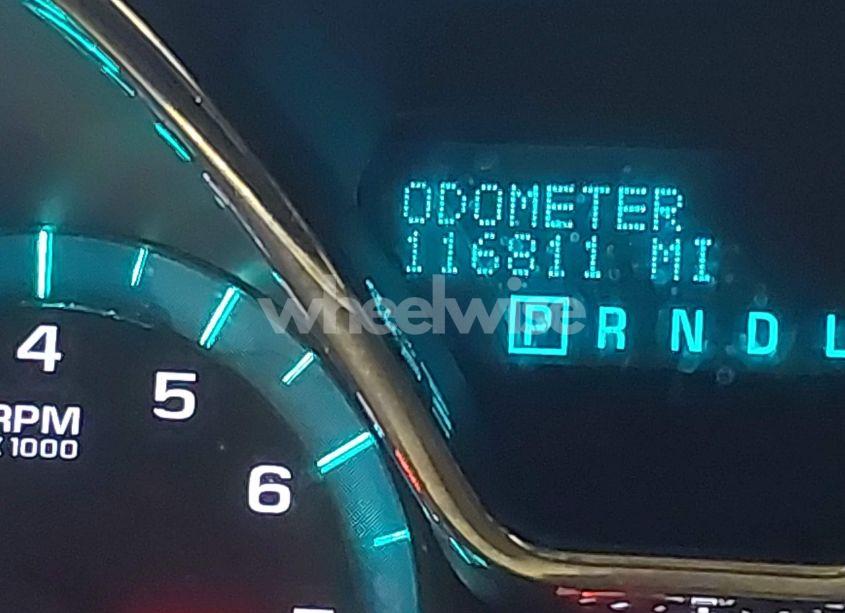 ODOMETER
116811 MI
P R N D L
wheelwise
4
5
RPM
X 1000
6